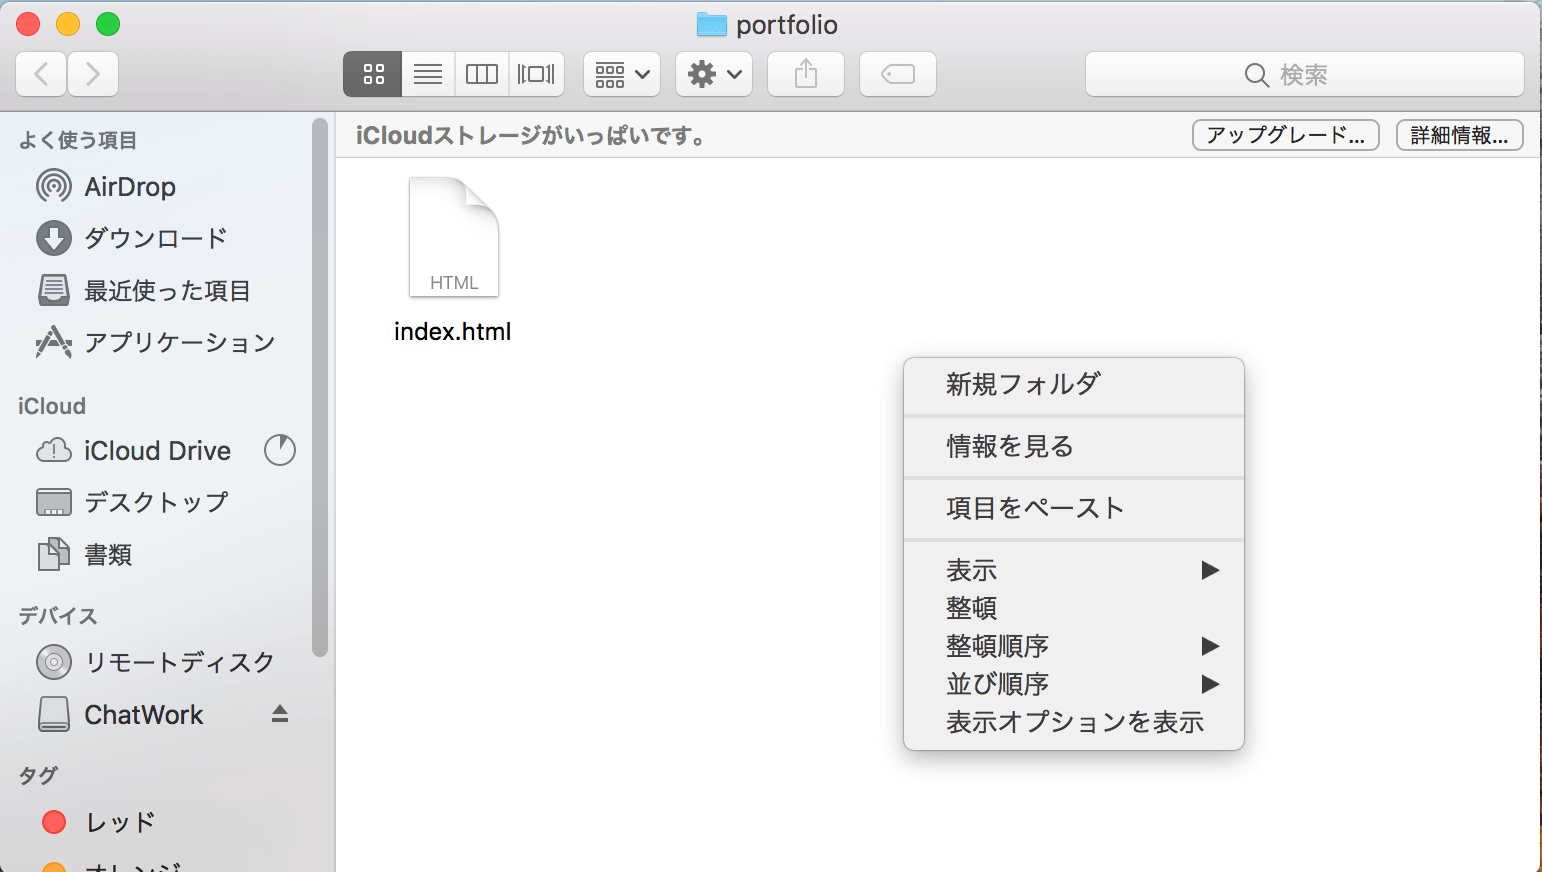 portfolio
検索
よく使う項目
AirDrop
ダウンロード
最近使った項目
アプリケーション
iCloud
iCloud Drive
デスクトップ
書類
デバイス
リモートディスク
ChatWork
タグ
レッド
オレンジ
iCloudストレージがいっぱいです。
アップグレード...
詳細情報...
HTML
index.html
新規フォルダ
情報を見る
項目をペースト
表示
整頓
整頓順序
並び順序
表示オプションを表示